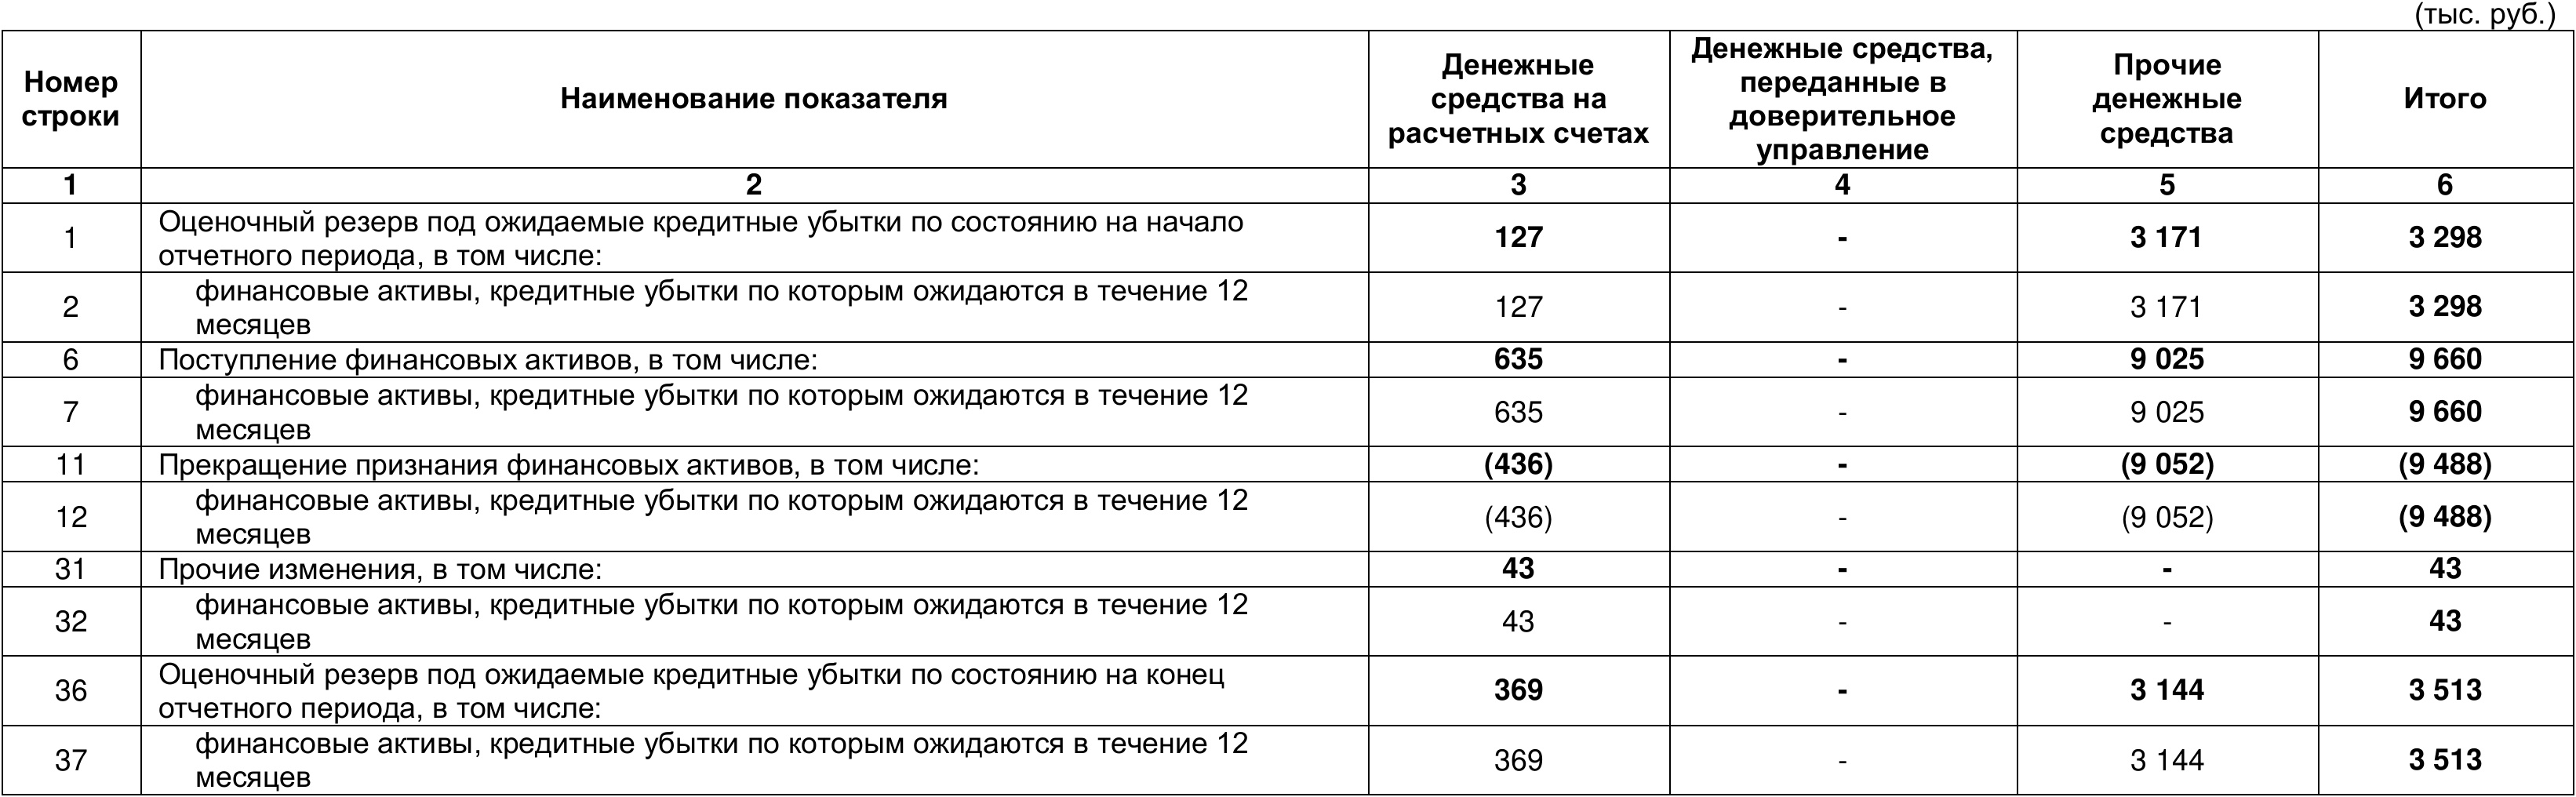 (тыс. руб.)
Номер строки Наименование показателя Денежные средства на расчетных счетах Денежные средства, переданные в доверительное управление Прочие денежные средства Итого
1 2 3 4 5 6
1 Оценочный резерв под ожидаемые кредитные убытки по состоянию на начало отчетного периода, в том числе: 127 - 3 171 3 298
2 финансовые активы, кредитные убытки по которым ожидаются в течение 12 месяцев 127 - 3 171 3 298
6 Поступление финансовых активов, в том числе: 635 - 9 025 9 660
7 финансовые активы, кредитные убытки по которым ожидаются в течение 12 месяцев 635 - 9 025 9 660
11 Прекращение признания финансовых активов, в том числе: (436) - (9 052) (9 488)
12 финансовые активы, кредитные убытки по которым ожидаются в течение 12 месяцев (436) - (9 052) (9 488)
31 Прочие изменения, в том числе: 43 - - 43
32 финансовые активы, кредитные убытки по которым ожидаются в течение 12 месяцев 43 - - 43
36 Оценочный резерв под ожидаемые кредитные убытки по состоянию на конец отчетного периода, в том числе: 369 - 3 144 3 513
37 финансовые активы, кредитные убытки по которым ожидаются в течение 12 месяцев 369 - 3 144 3 513